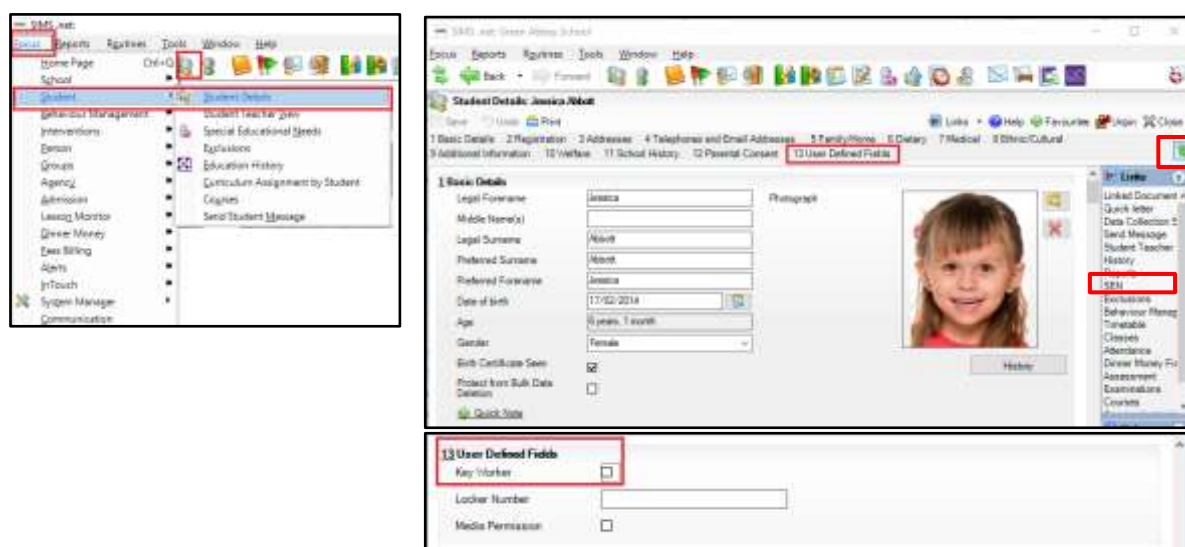 SIMS .net:
Focus Reports Routines Tools Window Help
Home Page Ctrl+Q
School
Student
Behaviour Management
Interventions
Person
Groups
Agency
Admission
Lesson Monitor
Dinner Money
Fees Billing
Alerts
InTouch
System Manager
Communication
Student Details
Student Teacher View
Special Educational Needs
Exclusions
Education History
Curriculum Assignment by Student
Courses
Send Student Message
SIMS .net: Green Abbey School
Focus Reports Routines Tools Window Help
Back Forward
Student Details: Jessica Abbott
Save Undo Print Links Help Favourites Unpin Close
1 Basic Details 2 Registration 3 Addresses 4 Telephones and Email Addresses 5 Family/Home 6 Dietary 7 Medical 8 Ethnic/Cultural
9 Additional Information 10 Welfare 11 School History 12 Parental Consent 13 User Defined Fields
1 Basic Details
Legal Forename Jessica Photograph
Middle Name(s)
Legal Surname Abbott
Preferred Surname Abbott
Preferred Forename Jessica
Date of birth 17/02/2014
Age 6 years, 1 month
Gender Female
Birth Certificate Seen
History
Protect from Bulk Data
Deletion
Quick Note
Links
Linked Document
Quick letter
Data Collection S
Send Message
Student Teacher
History
Reports
SEN
Exclusions
Behaviour Manag
Timetable
Classes
Attendance
Dinner Money Fi
Assessment
Examinations
Courses
13 User Defined Fields
Key Worker
Locker Number
Media Permission